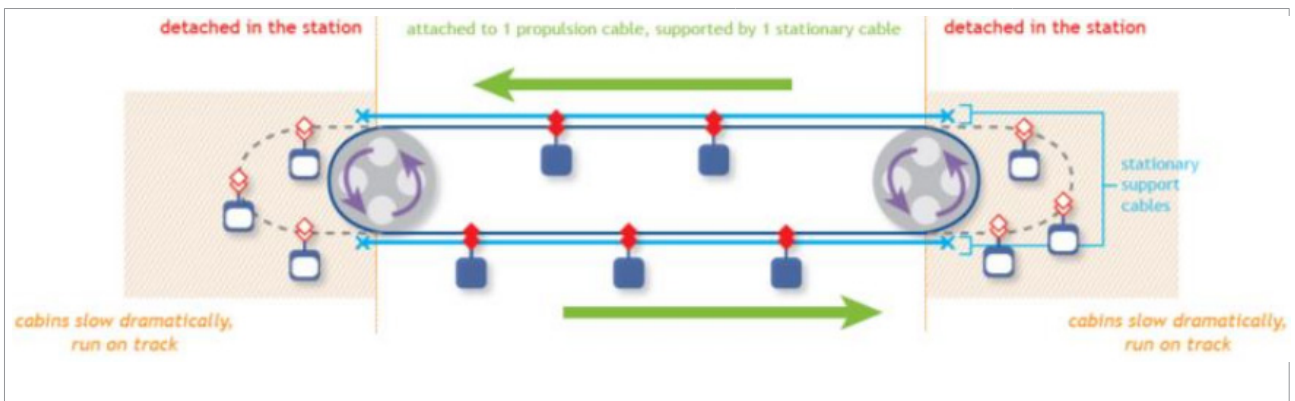 detached in the station
attached to 1 propulsion cable, supported by 1 stationary cable
detached in the station
stationary
support
cables
cabins slow dramatically,
run on track
cabins slow dramatically,
run on track